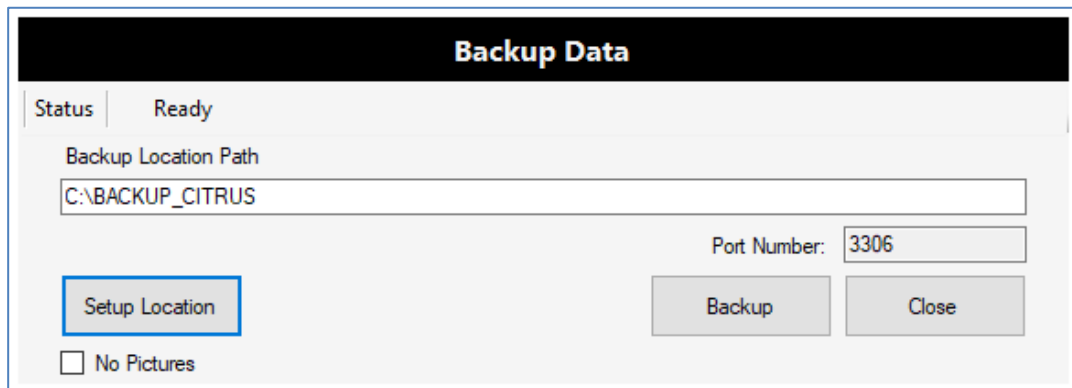 Backup Data
Status Ready
Backup Location Path
C:\BACKUP_CITRUS
Port Number: 3306
Setup Location Backup Close
No Pictures